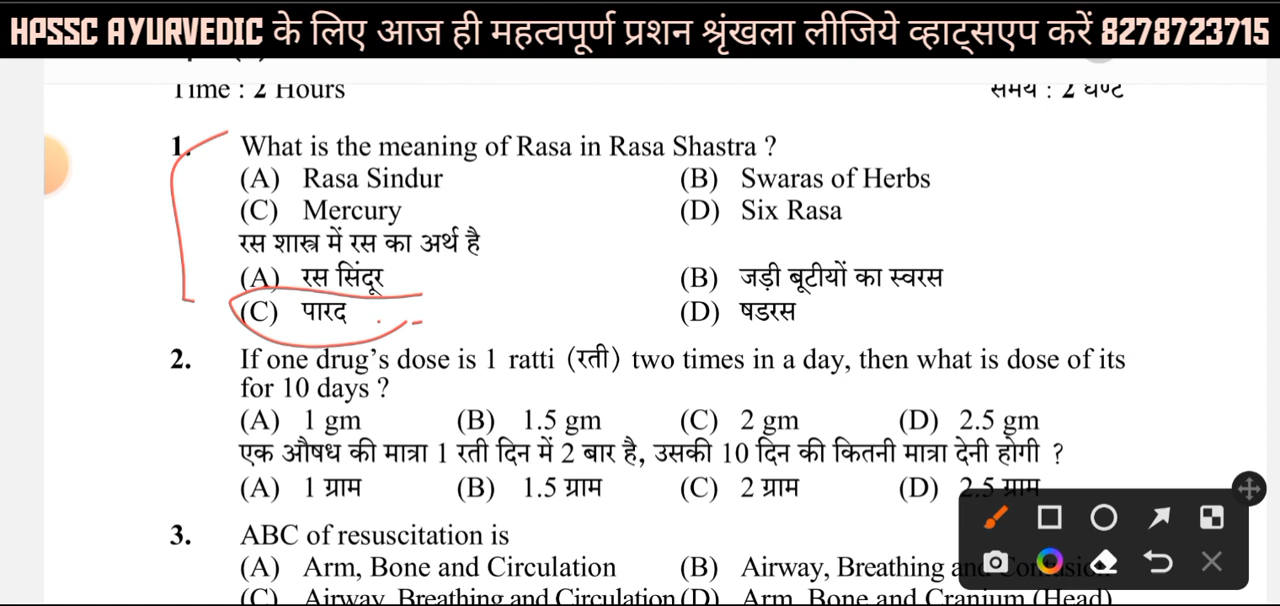 HPSSC AYURVEDIC के लिए आज ही महत्वपूर्ण प्रशन श्रृंखला लीजिये व्हाट्सएप करें 8278723715
Time : 2 Hours समय : 2 घण्टे
1. What is the meaning of Rasa in Rasa Shastra ?
(A) Rasa Sindur (B) Swaras of Herbs
(C) Mercury (D) Six Rasa
रस शास्त्र में रस का अर्थ है
(A) रस सिंदूर (B) जड़ी बूटीयों का स्वरस
(C) पारद (D) षडरस
2. If one drug's dose is 1 ratti (रती) two times in a day, then what is dose of its
for 10 days ?
(A) 1 gm (B) 1.5 gm (C) 2 gm (D) 2.5 gm
एक औषध की मात्रा 1 रती दिन में 2 बार है, उसकी 10 दिन की कितनी मात्रा देनी होगी ?
(A) 1 ग्राम (B) 1.5 ग्राम (C) 2 ग्राम (D) 2.5 ग्राम
3. ABC of resuscitation is
(A) Arm, Bone and Circulation (B) Airway, Breathing and
(C) Airway, Breathing and Circulation (D) Arm, Bone and Cranium (Head)